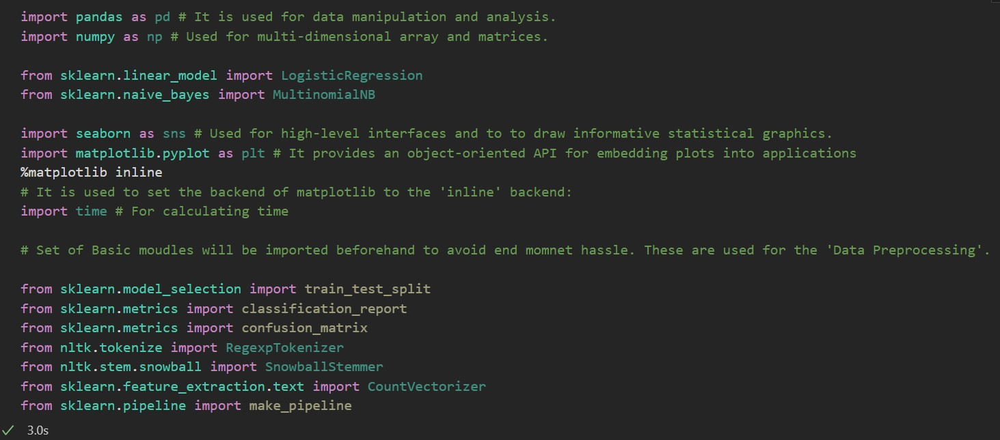 import pandas as pd # It is used for data manipulation and analysis.
import numpy as np # Used for multi-dimensional array and matrices.
from sklearn.linear_model import LogisticRegression
from sklearn.naive_bayes import MultinomialNB
import seaborn as sns # Used for high-level interfaces and to to draw informative statistical graphics.
import matplotlib.pyplot as plt # It provides an object-oriented API for embedding plots into applications
%matplotlib inline
# It is used to set the backend of matplotlib to the 'inline' backend:
import time # For calculating time
# Set of Basic moudles will be imported beforehand to avoid end momnet hassle. These are used for the 'Data Preprocessing'.
from sklearn.model_selection import train_test_split
from sklearn.metrics import classification_report
from sklearn.metrics import confusion_matrix
from nltk.tokenize import RegexpTokenizer
from nltk.stem.snowball import SnowballStemmer
from sklearn.feature_extraction.text import CountVectorizer
from sklearn.pipeline import make_pipeline
3.0s